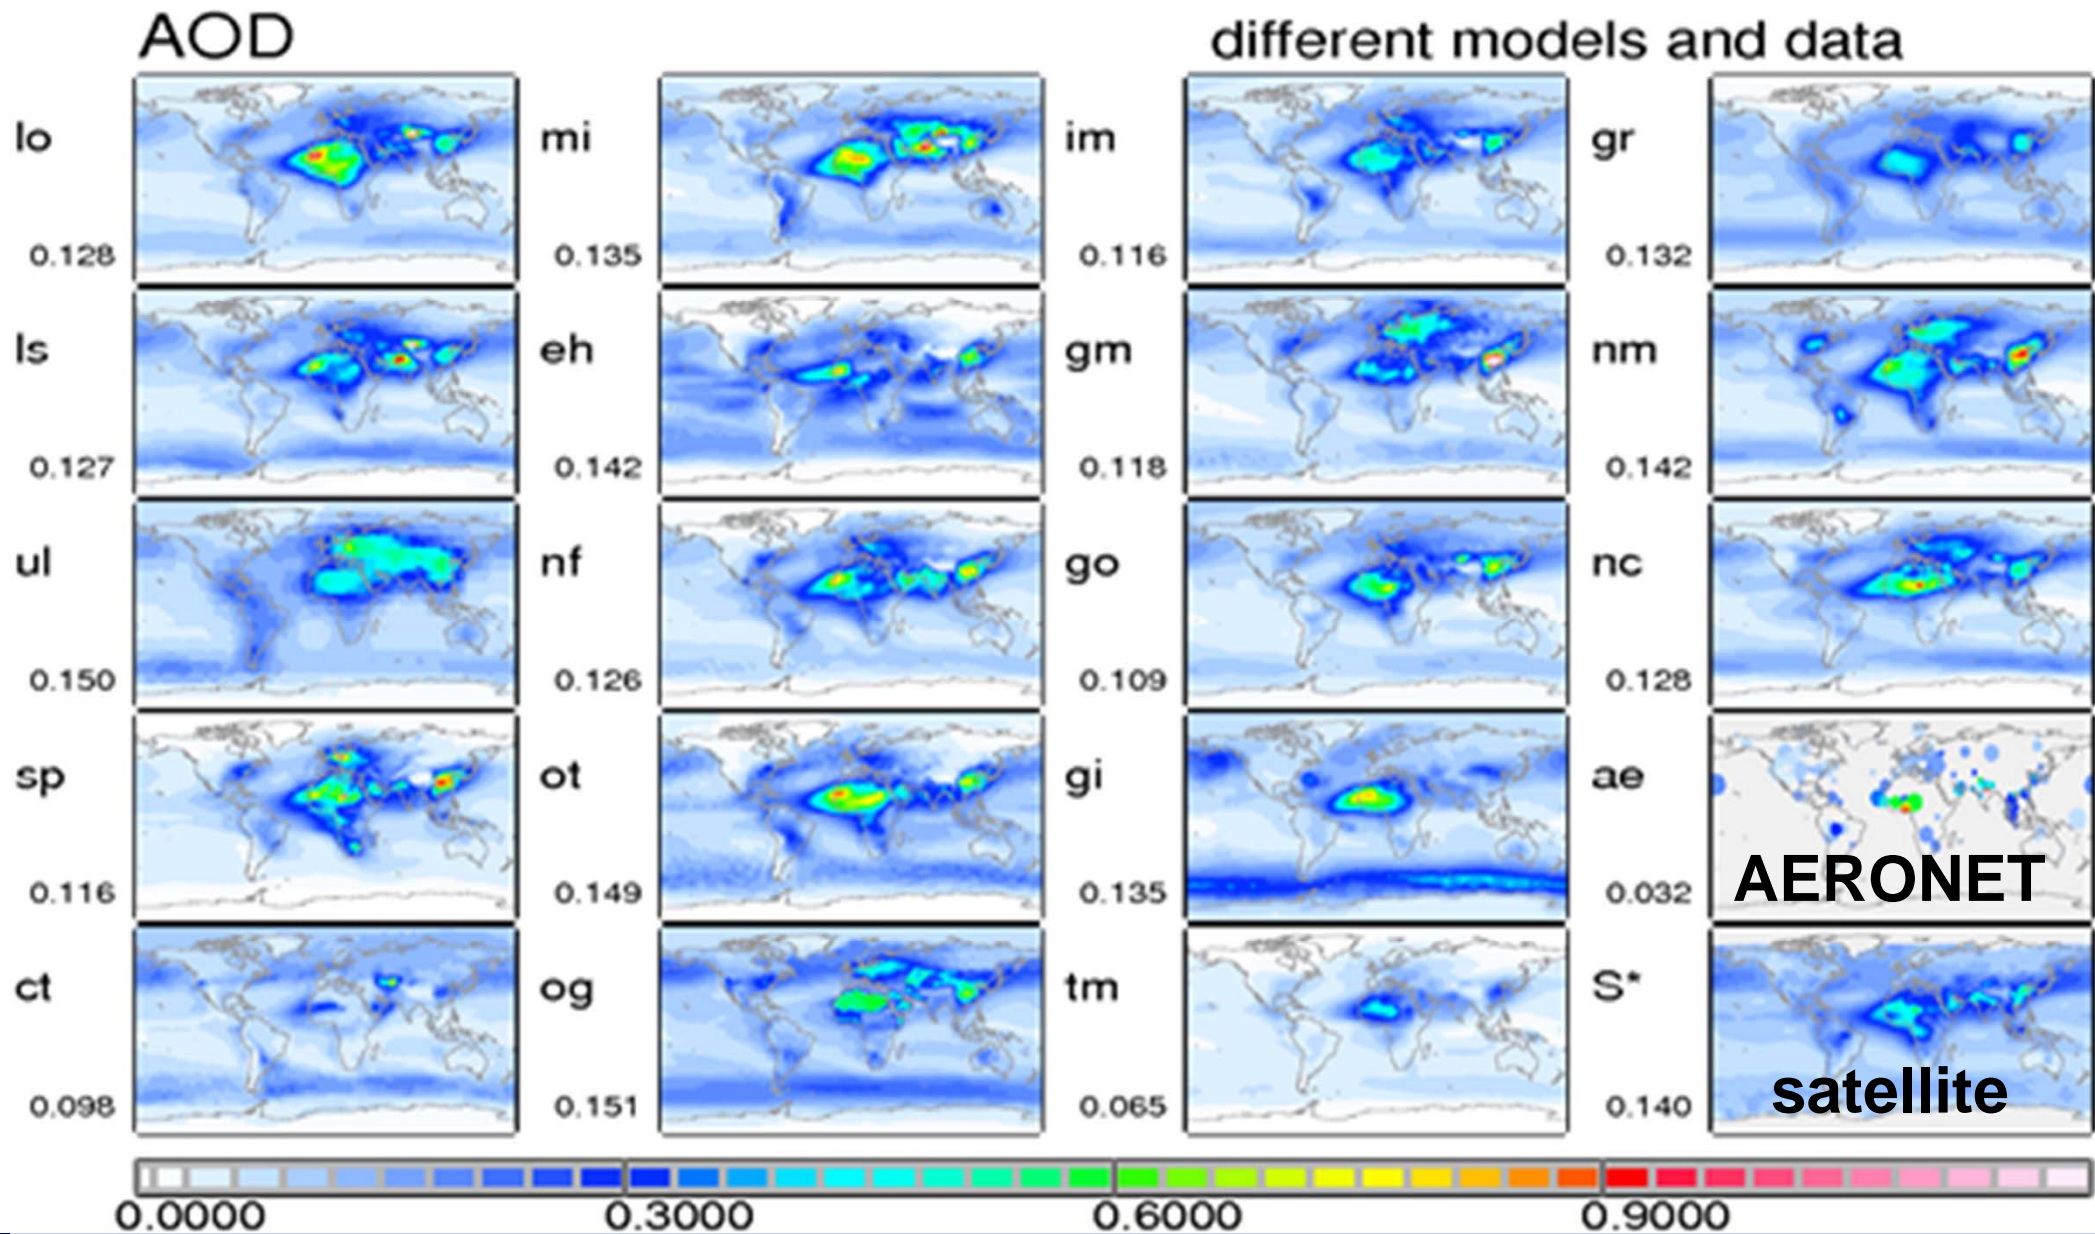 AOD different models and data
lo mi im gr
0.128 0.135 0.116 0.132
ls eh gm nm
0.127 0.142 0.118 0.142
ul nf go nc
0.150 0.126 0.109 0.128
sp ot gi ae
AERONET
0.116 0.149 0.135 0.032
ct og tm S*
satellite
0.098 0.151 0.065 0.140
0.0000 0.3000 0.6000 0.9000